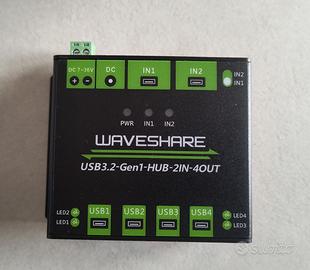 DC 7~36V DC IN1 IN2
IN2
IN1
PWR IN1 IN2
WAVESHARE
USB3.2-Gen1-HUB-2IN-4OUT
LED2 USB1 USB2 USB3 USB4 LED4
LED1 LED3
subito